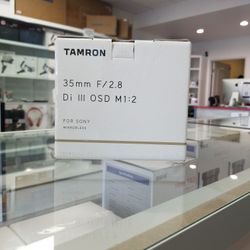 TAMRON
35mm F/2.8
Di III OSD M1:2
FOR SONY
MIRRORLESS